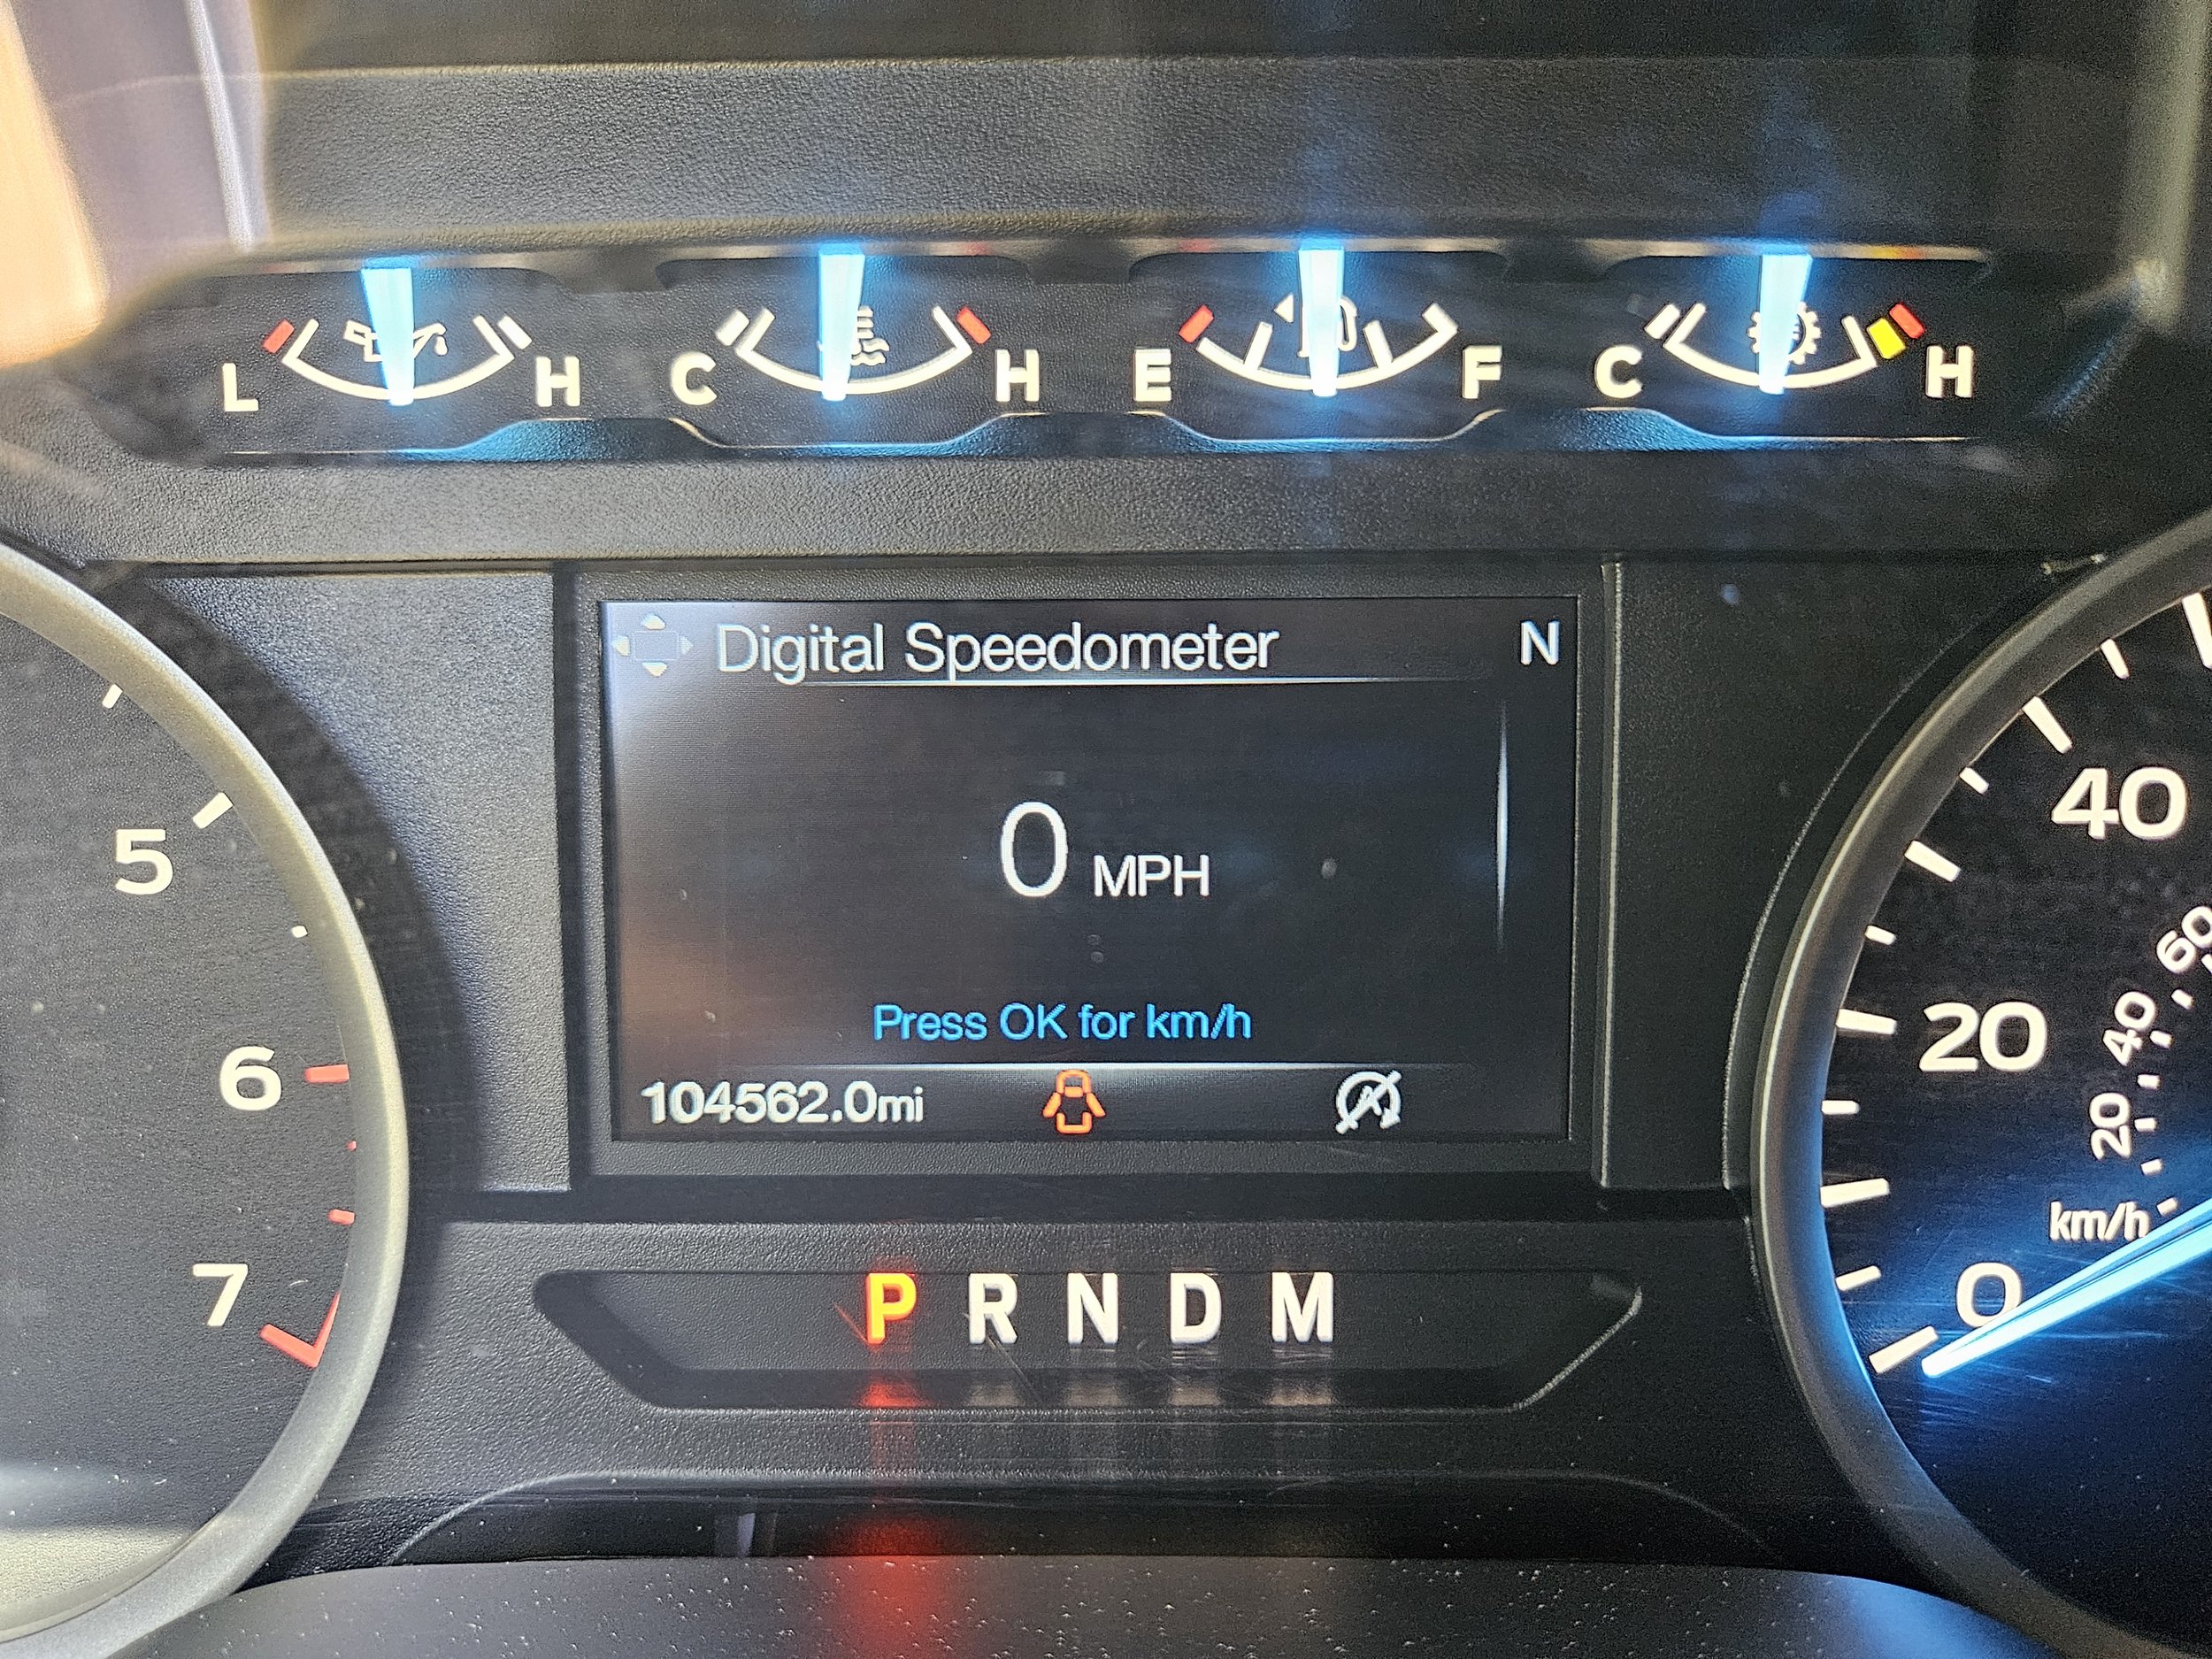 L H C H E F C H
Digital Speedometer N
0 MPH
Press OK for km/h
104562.0mi
P R N D M
5
6
7
40
20
0
60
40
20
km/h